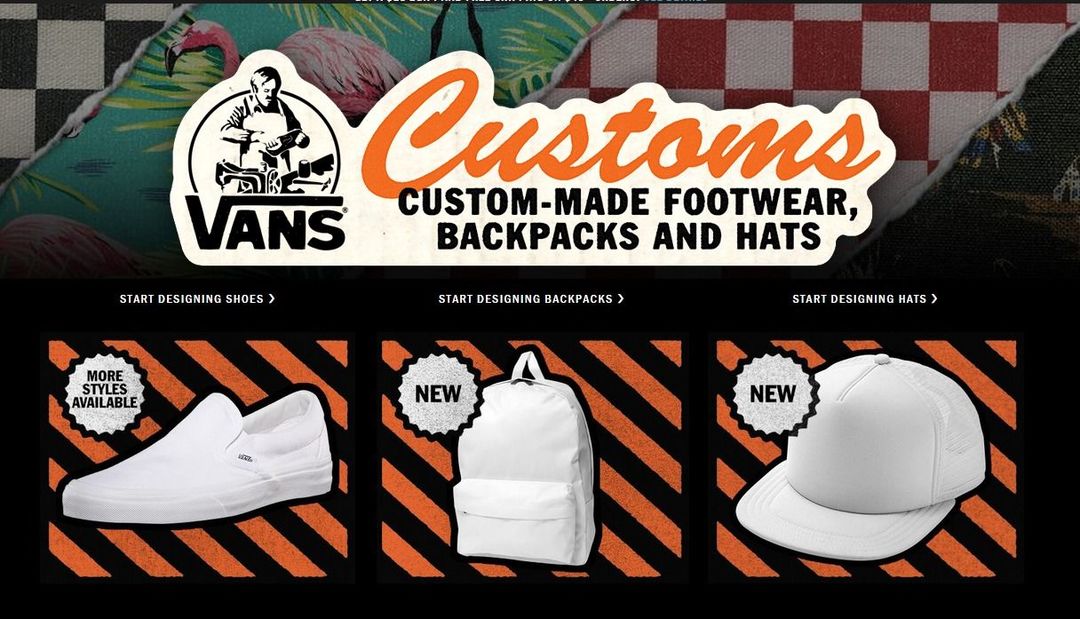 VANS
Customs
CUSTOM-MADE FOOTWEAR,
BACKPACKS AND HATS
START DESIGNING SHOES ❯
START DESIGNING BACKPACKS ❯
START DESIGNING HATS ❯
MORE
STYLES
AVAILABLE
VANS
NEW
NEW